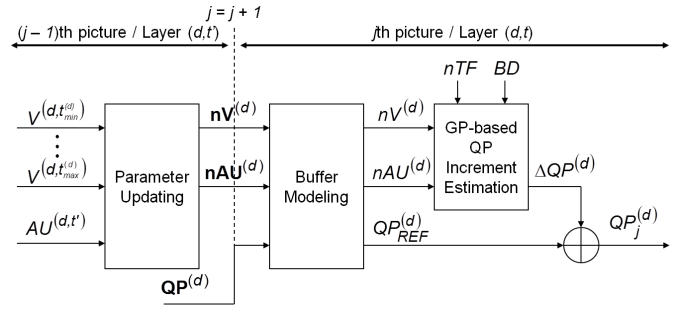 j = j + 1
(j – 1)th picture / Layer (d,t')
jth picture / Layer (d,t)
nTF BD
V^(d,t_min^(d))
nV^(d)
nV^(d)
GP-based
QP
Increment
Estimation
⋮
V^(d,t_max^(d))
Parameter
Updating
nAU^(d)
Buffer
Modeling
nAU^(d)
ΔQP^(d)
AU^(d,t')
QP_REF^(d)
QP_j^(d)
QP^(d)